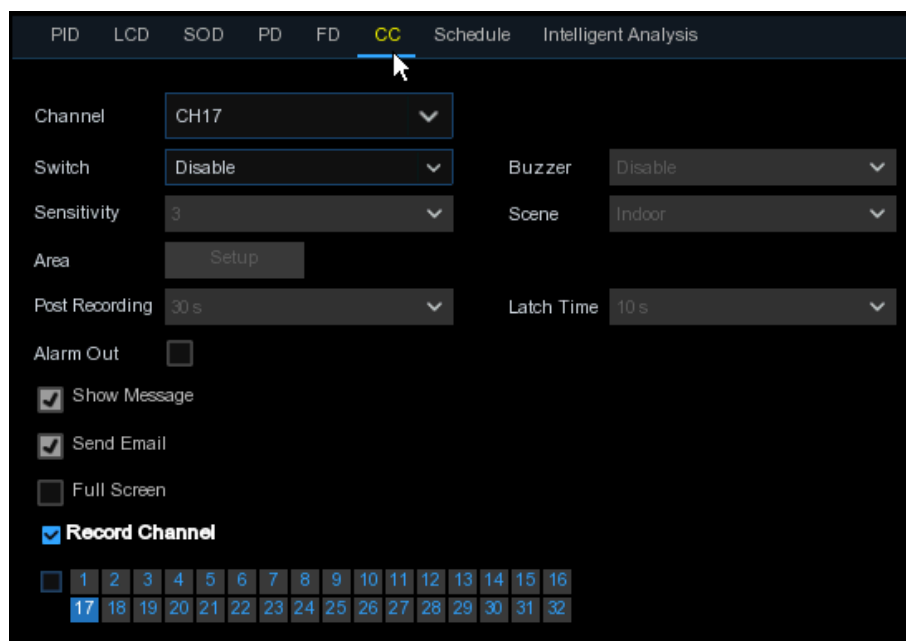 PID LCD SOD PD FD CC Schedule Intelligent Analysis
Channel CH17
Switch Disable Buzzer Disable
Sensitivity 3 Scene Indoor
Area Setup
Post Recording 30 s Latch Time 10 s
Alarm Out
Show Message
Send Email
Full Screen
Record Channel
1 2 3 4 5 6 7 8 9 10 11 12 13 14 15 16
17 18 19 20 21 22 23 24 25 26 27 28 29 30 31 32